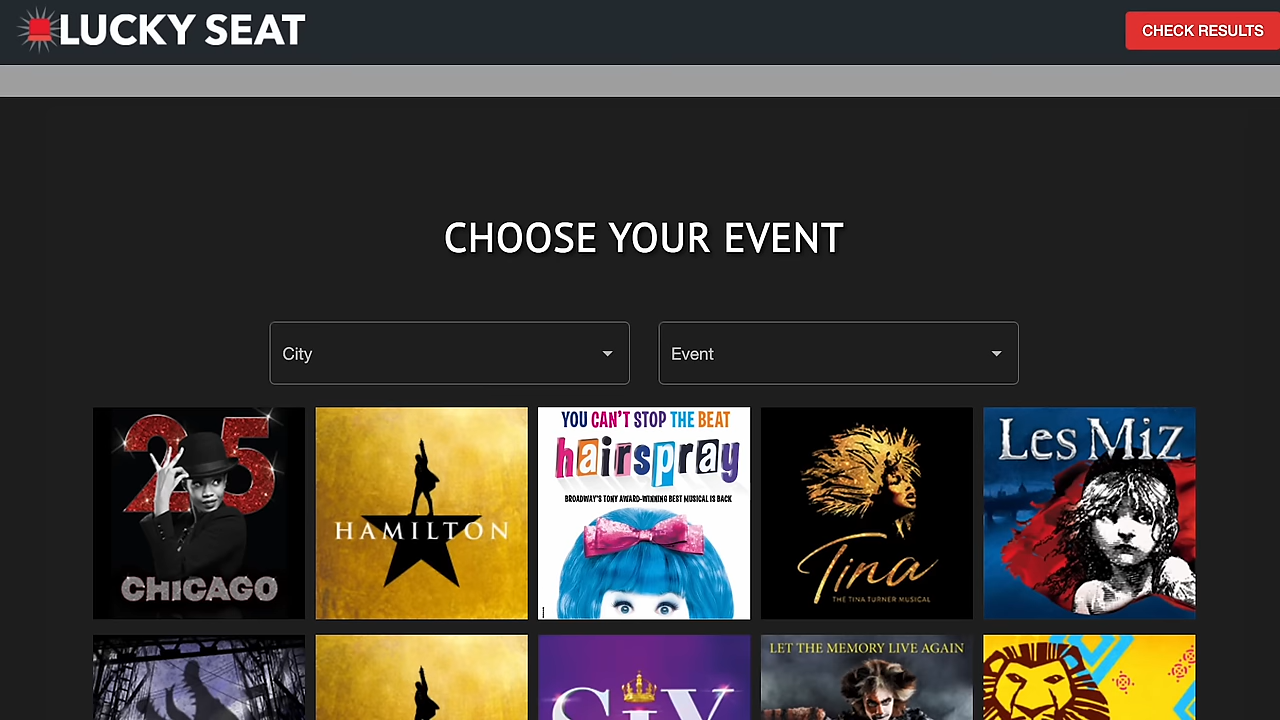 LUCKY SEAT
CHECK RESULTS
CHOOSE YOUR EVENT
City
Event
25
CHICAGO
HAMILTON
YOU CAN'T STOP THE BEAT
hairspray
BROADWAY'S TONY AWARD-WINNING BEST MUSICAL IS BACK
Tina
THE TINA TURNER MUSICAL
LES MIZ
SIX
LET THE MEMORY LIVE AGAIN